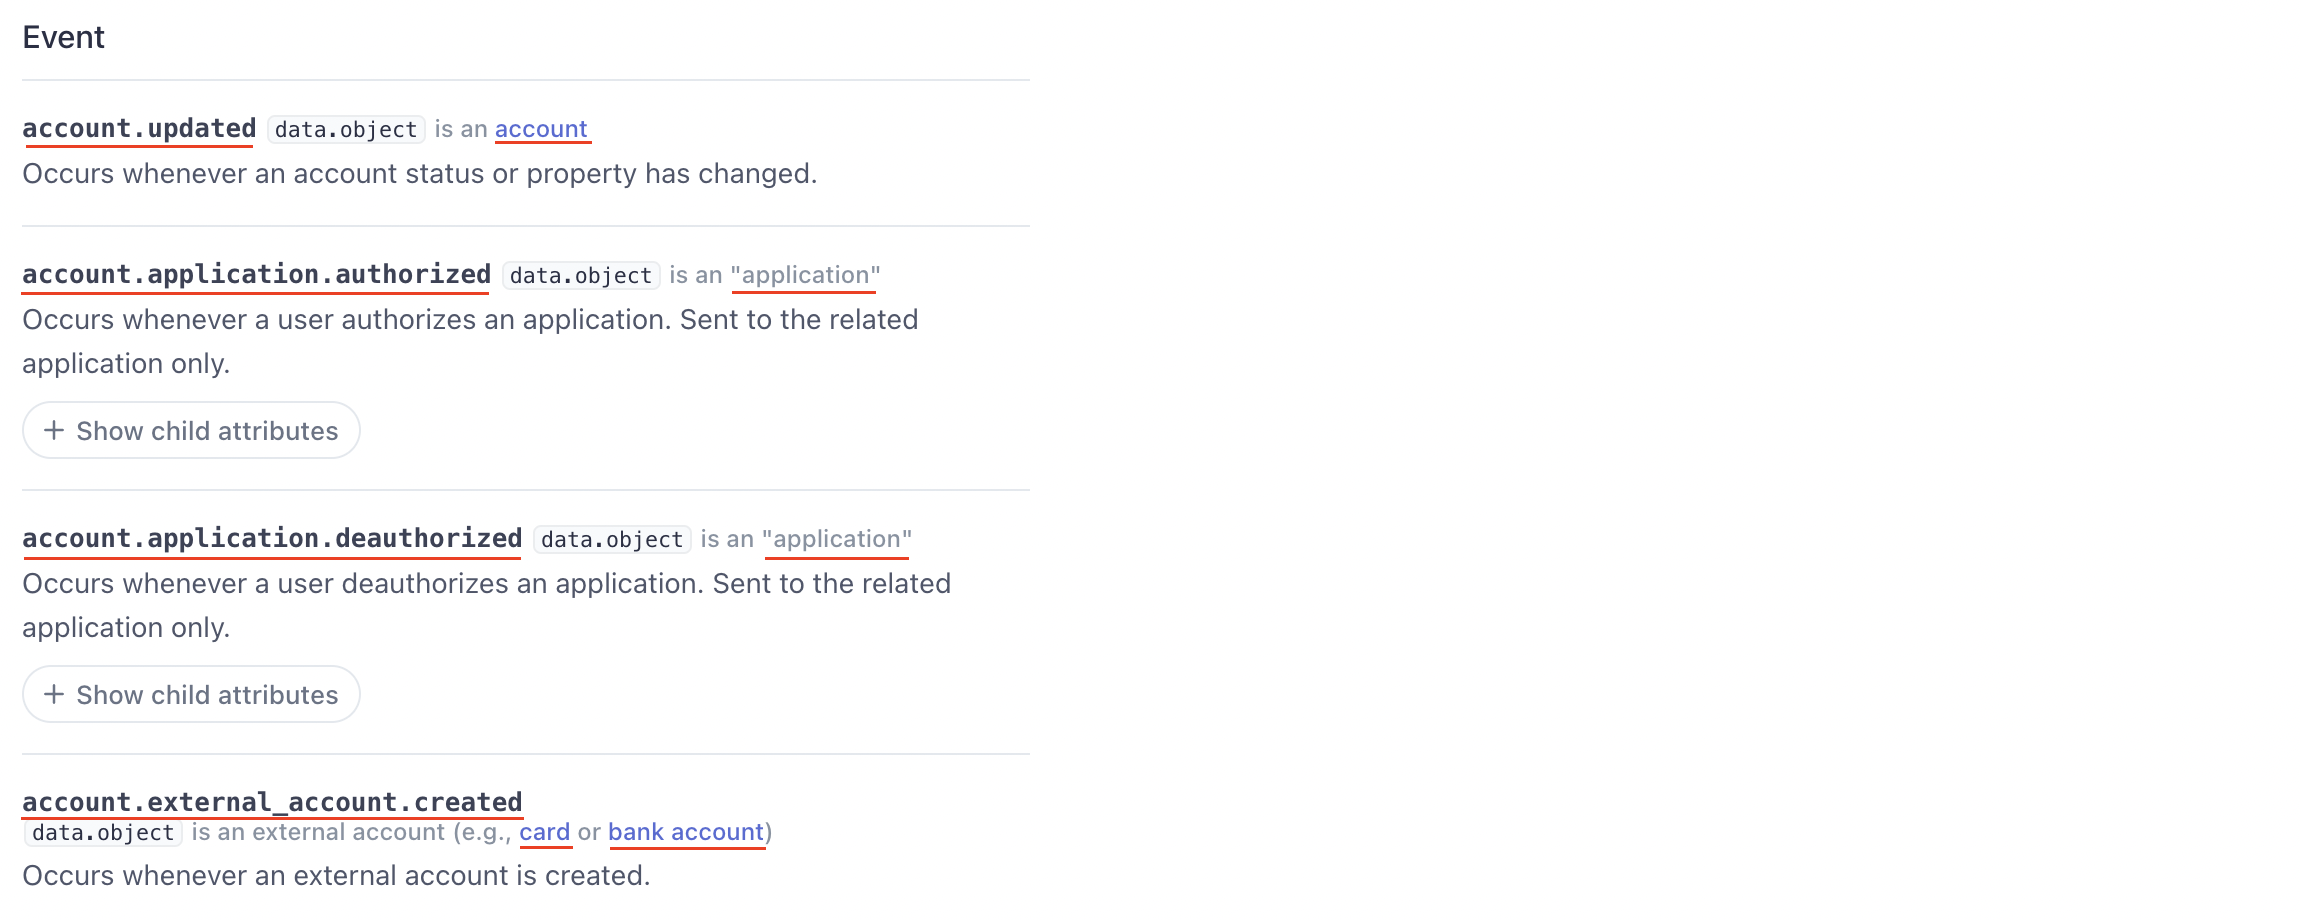 Event
account.updated data.object is an account
Occurs whenever an account status or property has changed.
account.application.authorized data.object is an "application"
Occurs whenever a user authorizes an application. Sent to the related
application only.
+ Show child attributes
account.application.deauthorized data.object is an "application"
Occurs whenever a user deauthorizes an application. Sent to the related
application only.
+ Show child attributes
account.external_account.created
data.object is an external account (e.g., card or bank account)
Occurs whenever an external account is created.